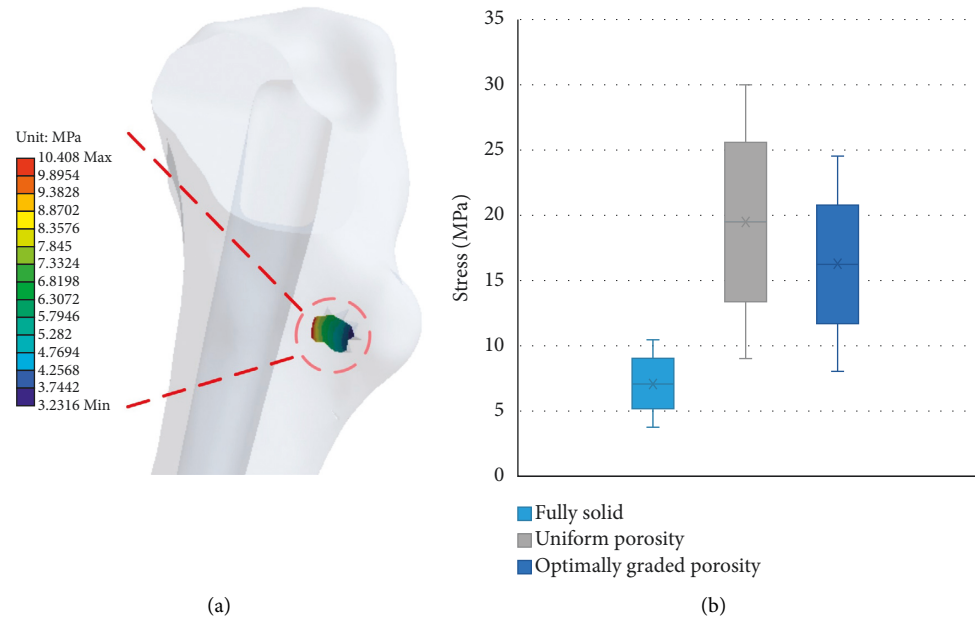 Unit: MPa
10.408 Max
9.8954
9.3828
8.8702
8.3576
7.845
7.3324
6.8198
6.3072
5.7946
5.282
4.7694
4.2568
3.7442
3.2316 Min
(a)
Stress (MPa)
35
30
25
20
15
10
5
0
Fully solid
Uniform porosity
Optimally graded porosity
(b)